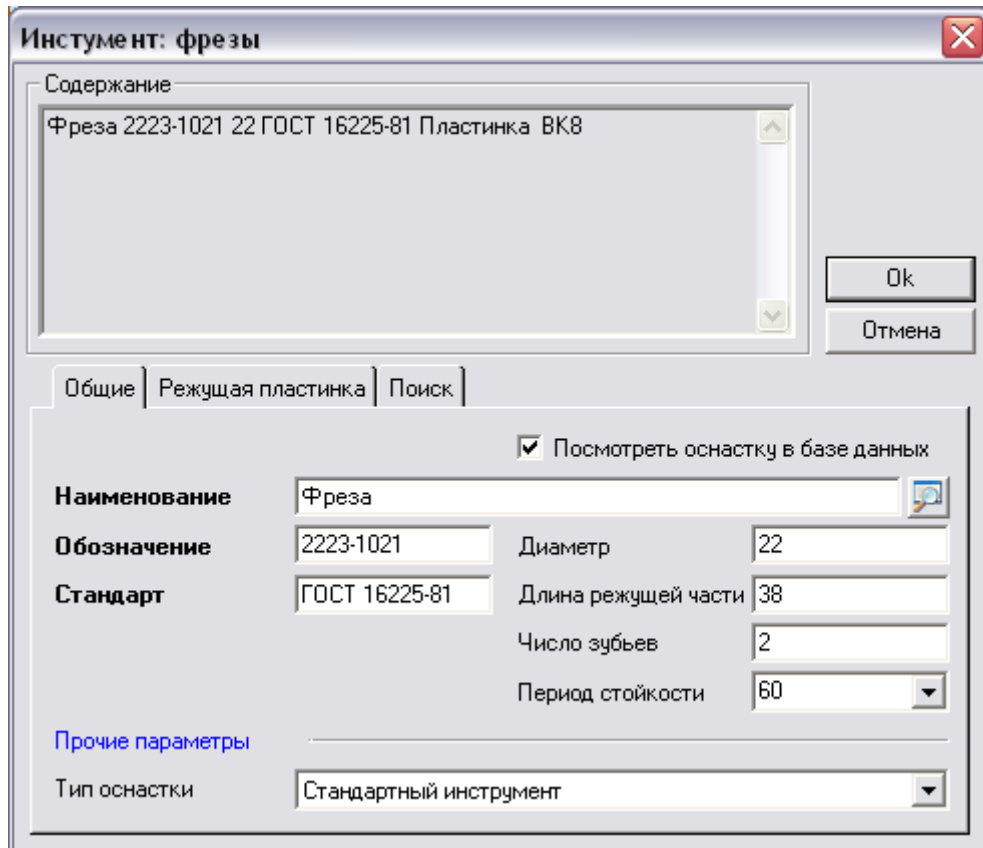 Инстумент: фрезы
Содержание
Фреза 2223-1021 22 ГОСТ 16225-81 Пластинка ВК8
Ok
Отмена
Общие Режущая пластинка Поиск
Посмотреть оснастку в базе данных
Наименование Фреза
Обозначение 2223-1021 Диаметр 22
Стандарт ГОСТ 16225-81 Длина режущей части 38
Число зубьев 2
Период стойкости 60
Прочие параметры
Тип оснастки Стандартный инструмент